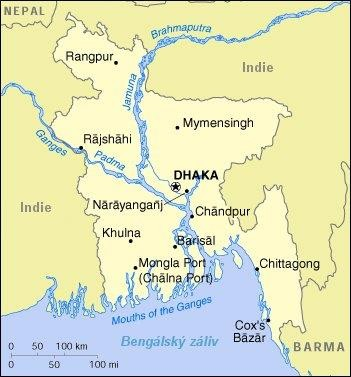 NEPAL
Brahmaputra
Rangpur
Indie
Jamuna
Ganges
Mymensingh
Rājshāhi
Padma
DHAKA
Nārāyanganj
Indie
Chāndpur
Khulna
Barisāl
Mongla Port
(Chālna Port)
Chittagong
Mouths of the Ganges
Cox's
Bāzār
BARMA
Bengálský záliv
0 50 100 km
0 50 100 mi